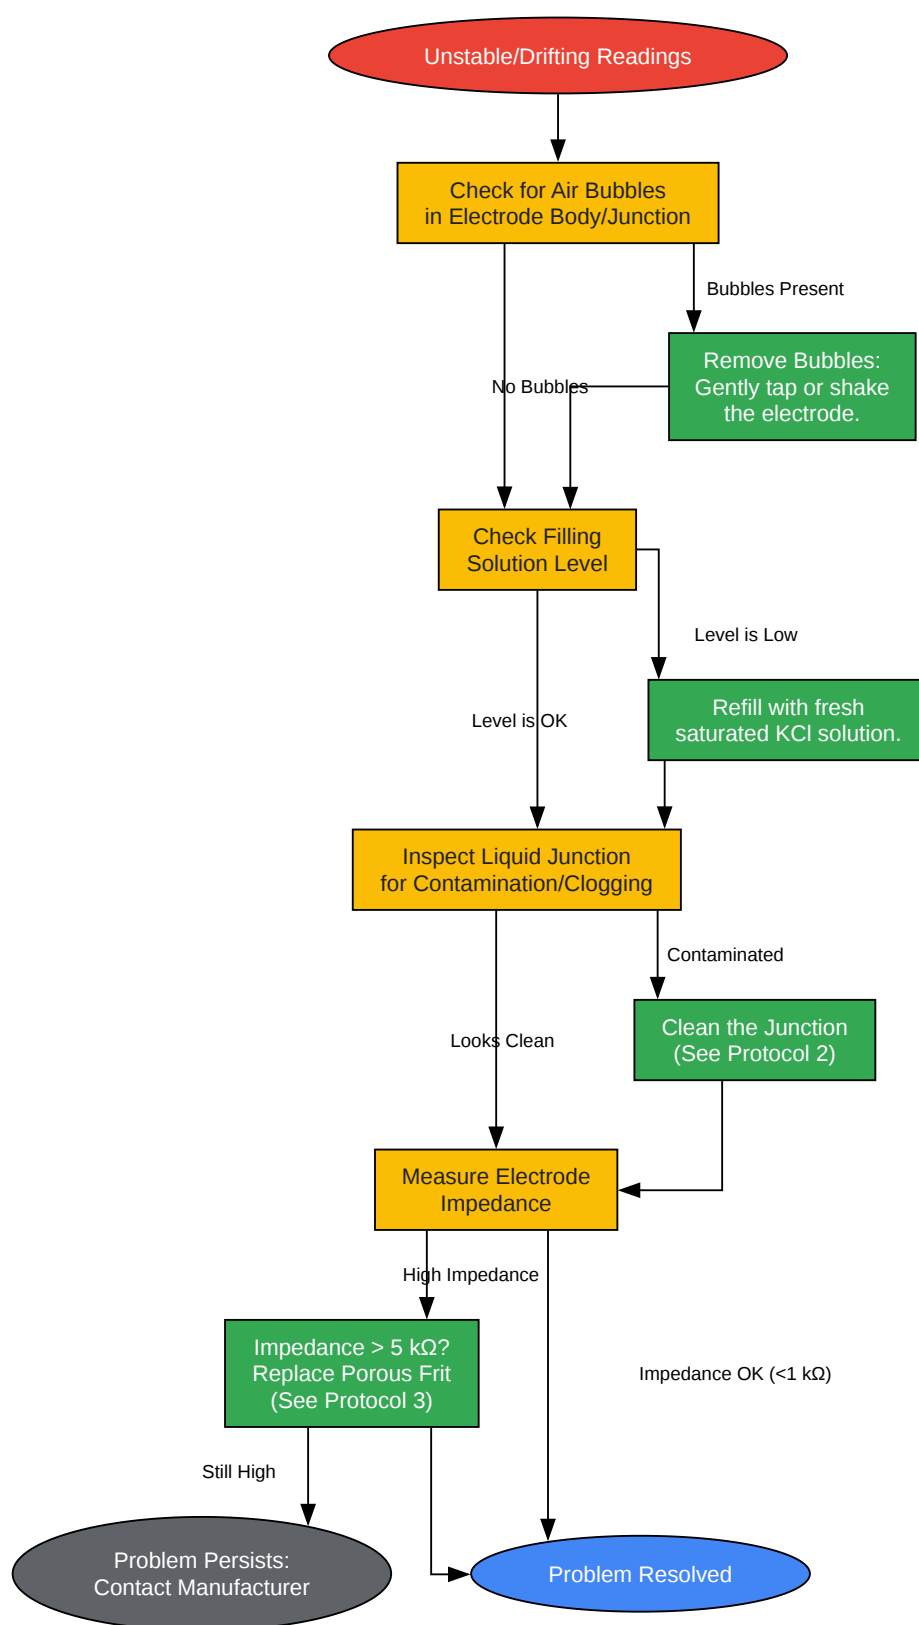 Unstable/Drifting Readings
Check for Air Bubbles
in Electrode Body/Junction
Bubbles Present
Remove Bubbles:
Gently tap or shake
the electrode.
No Bubbles
Check Filling
Solution Level
Level is Low
Refill with fresh
saturated KCl solution.
Level is OK
Inspect Liquid Junction
for Contamination/Clogging
Contaminated
Clean the Junction
(See Protocol 2)
Looks Clean
Measure Electrode
Impedance
High Impedance
Impedance > 5 kΩ?
Replace Porous Frit
(See Protocol 3)
Impedance OK (<1 kΩ)
Still High
Problem Persists:
Contact Manufacturer
Problem Resolved